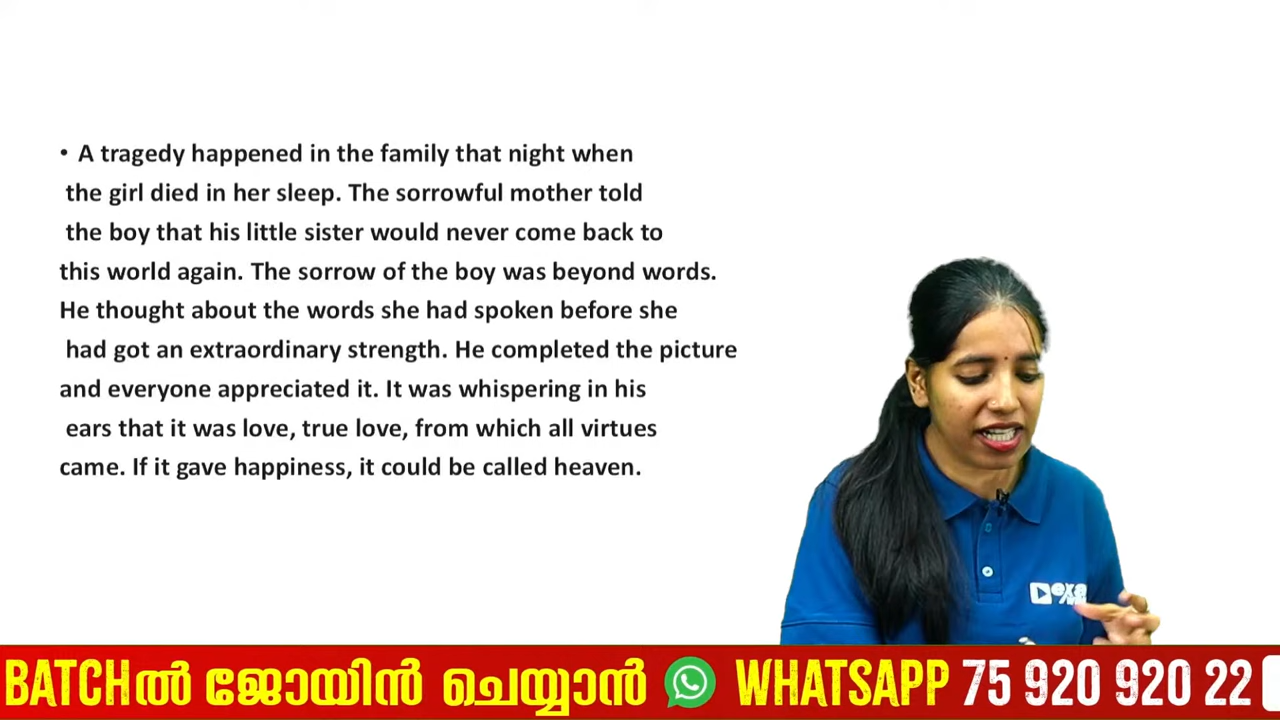 • A tragedy happened in the family that night when
the girl died in her sleep. The sorrowful mother told
the boy that his little sister would never come back to
this world again. The sorrow of the boy was beyond words.
He thought about the words she had spoken before she
had got an extraordinary strength. He completed the picture
and everyone appreciated it. It was whispering in his
ears that it was love, true love, from which all virtues
came. If it gave happiness, it could be called heaven.
BATCHൽ ജോയിൻ ചെയ്യാൻ WHATSAPP 75 920 920 22